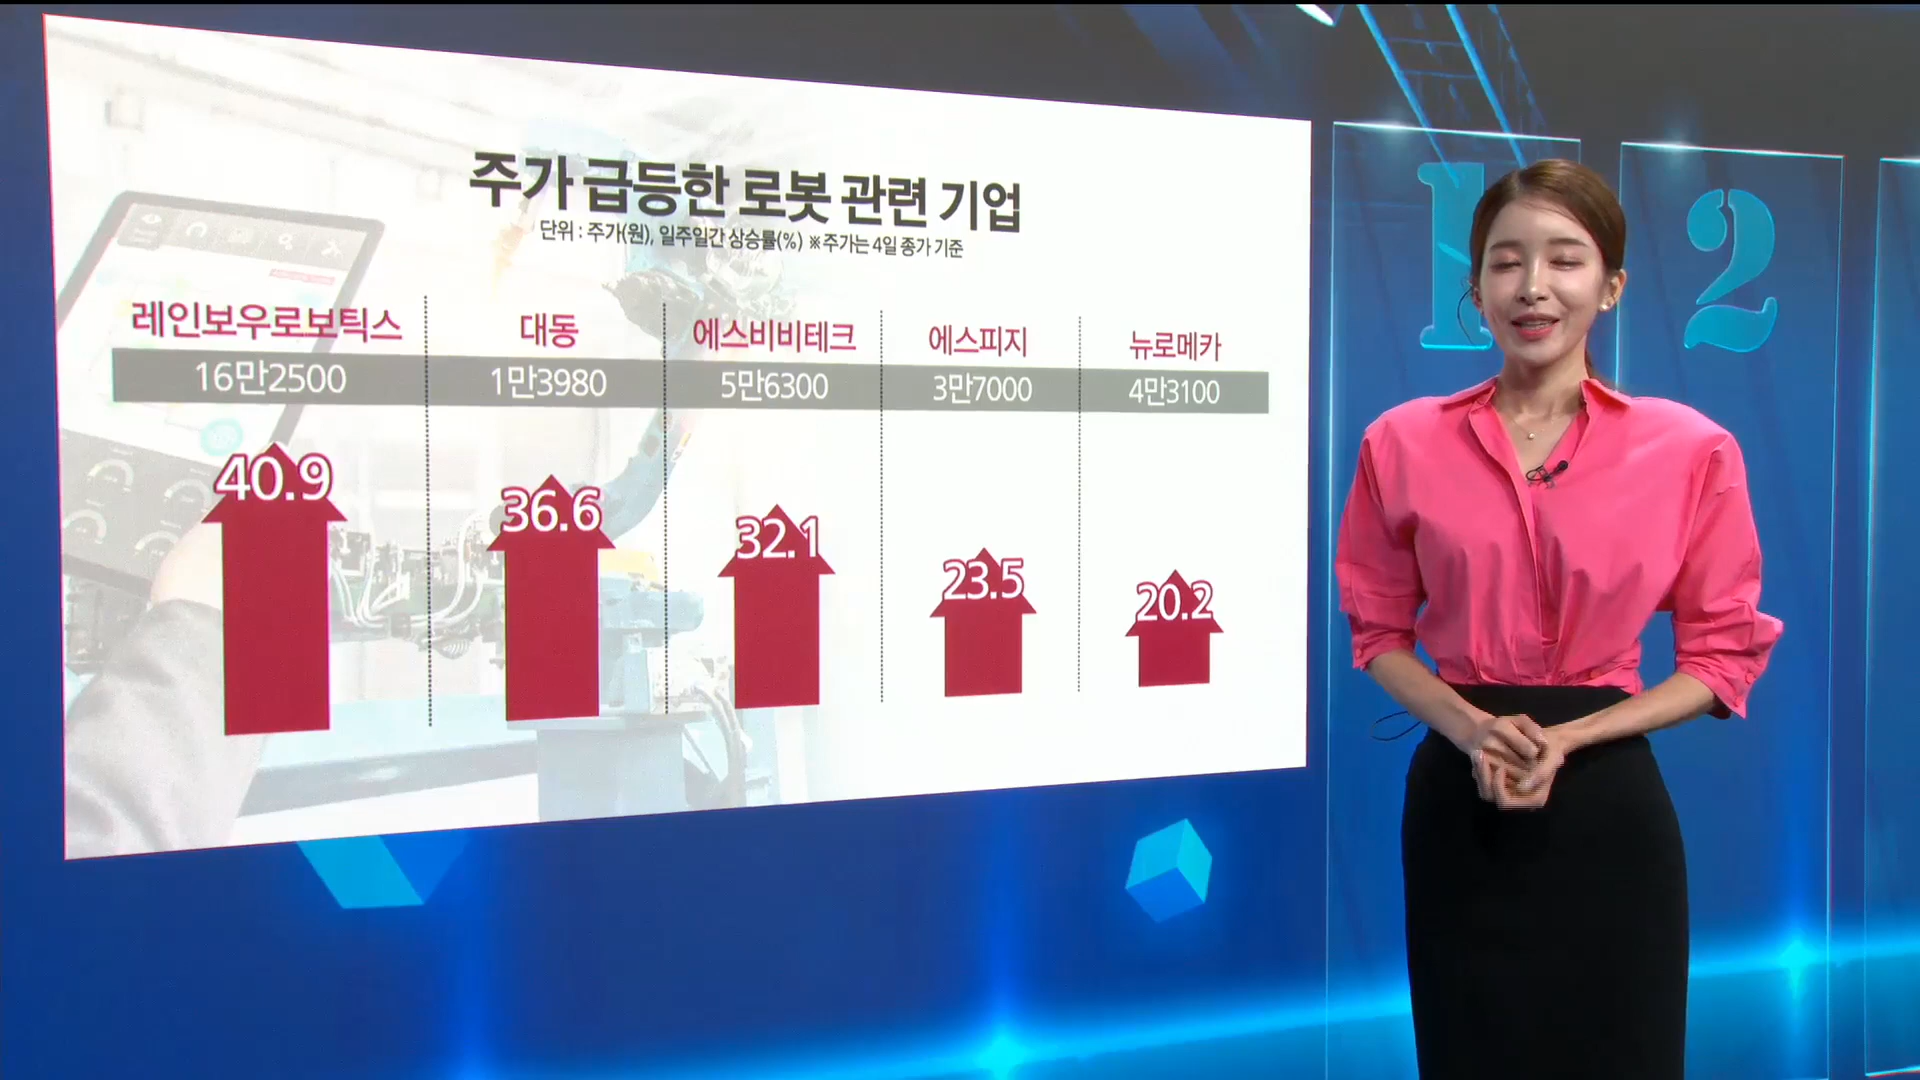 주가 급등한 로봇 관련 기업
단위 : 주가(원), 일주일간 상승률(%) ※주가는 4일 종가 기준
레인보우로보틱스 대동 에스비비테크 에스피지 뉴로메카
16만2500 1만3980 5만6300 3만7000 4만3100
40.9 36.6 32.1 23.5 20.2
1 2